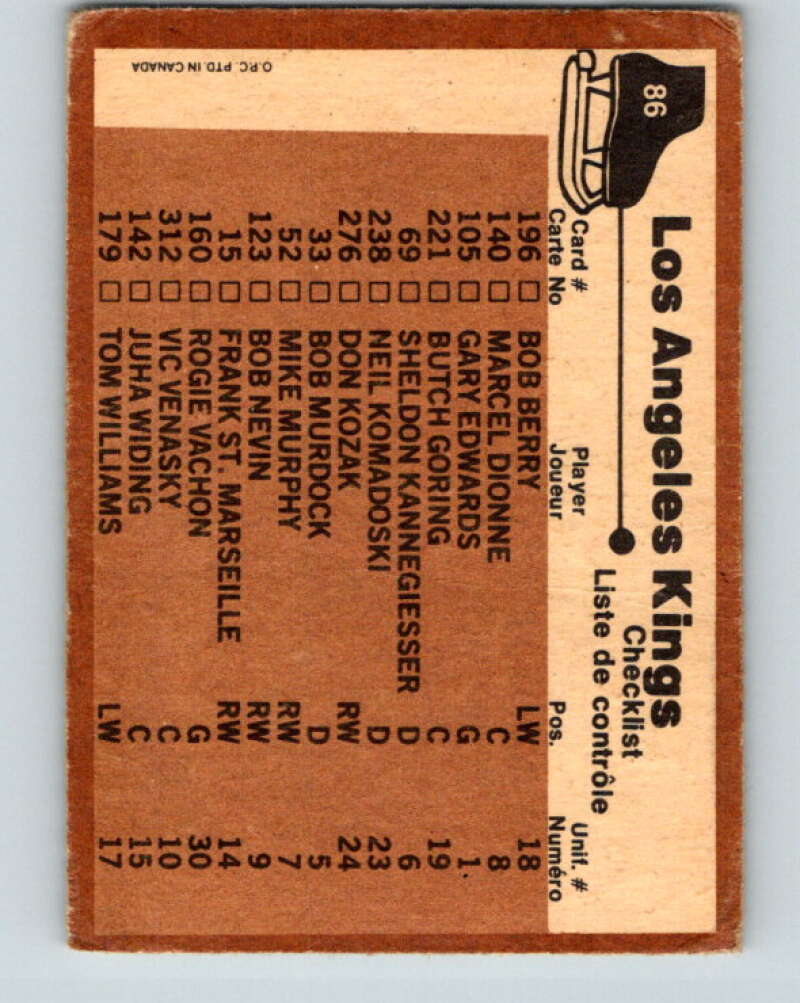 86
Los Angeles Kings
Checklist
Liste de contrôle
Card # Player Pos. Unif. #
Carte No Joueur Numéro
196 □ BOB BERRY LW 18
140 □ MARCEL DIONNE C 8
105 □ GARY EDWARDS G 1
221 □ BUTCH GORING C 19
69 □ SHELDON KANNEGIESSER D 6
238 □ NEIL KOMADOSKI D 23
276 □ DON KOZAK RW 24
33 □ BOB MURDOCK D 5
52 □ MIKE MURPHY RW 7
123 □ BOB NEVIN RW 9
15 □ FRANK ST. MARSEILLE RW 14
160 □ ROGIE VACHON G 30
312 □ VIC VENASKY C 10
142 □ JUHA WIDING C 15
179 □ TOM WILLIAMS LW 17
O.P.C. PTD. IN CANADA